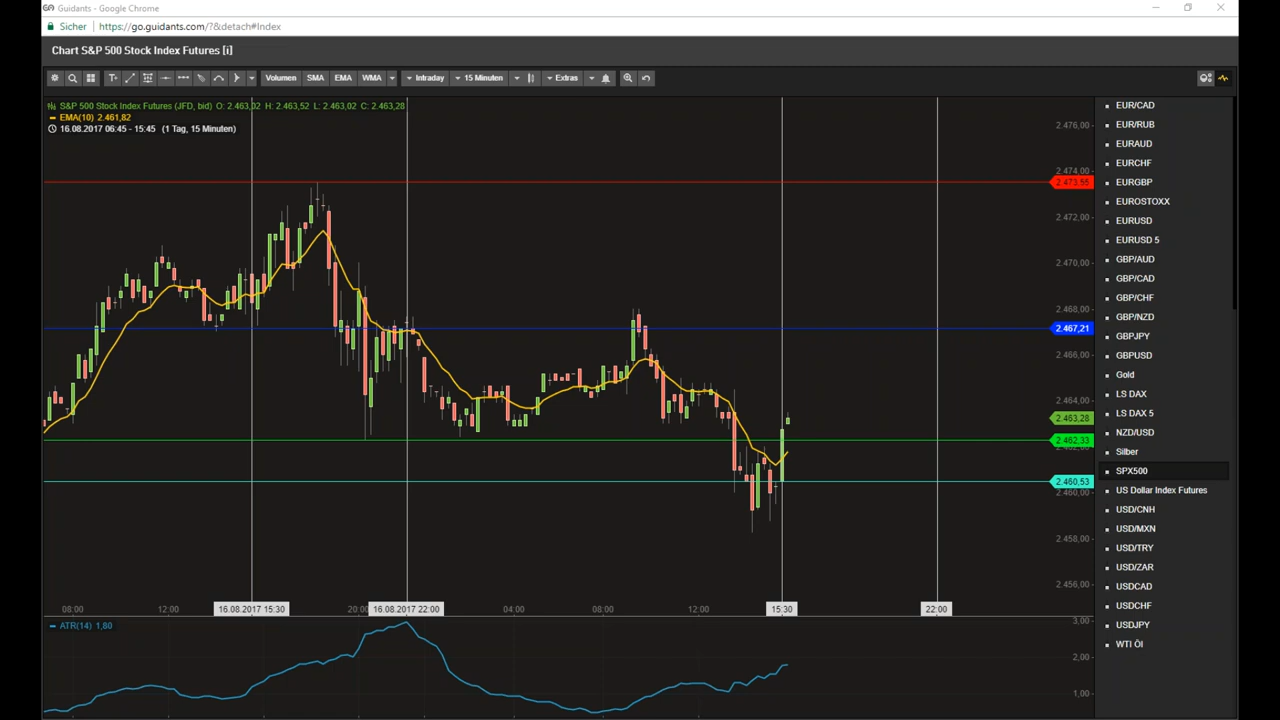 Guidants - Google Chrome
Sicher https://go.guidants.com/?&detach#Index
Chart S&P 500 Stock Index Futures [i]
Volumen SMA EMA WMA Intraday 15 Minuten Extras
S&P 500 Stock Index Futures (JFD, bid) O: 2.463,02 H: 2.463,52 L: 2.463,02 C: 2.463,28
EMA(10) 2.461,82
16.08.2017 06:45 - 15:45 (1 Tag, 15 Minuten)
2.476,00
2.474,00
2.473,55
2.472,00
2.470,00
2.468,00
2.467,21
2.466,00
2.464,00
2.463,28
2.462,33
2.460,53
2.460,00
2.458,00
2.456,00
08:00 12:00 16.08.2017 15:30 20:00 16.08.2017 22:00 04:00 08:00 12:00 15:30 22:00
ATR(14) 1,80
3,00
2,00
1,00
EUR/CAD
EUR/RUB
EURAUD
EURCHF
EURGBP
EUROSTOXX
EURUSD
EURUSD 5
GBP/AUD
GBP/CAD
GBP/CHF
GBP/NZD
GBPJPY
GBPUSD
Gold
LS DAX
LS DAX 5
NZD/USD
Silber
SPX500
US Dollar Index Futures
USD/CNH
USD/MXN
USD/TRY
USD/ZAR
USDCAD
USDCHF
USDJPY
WTI Öl